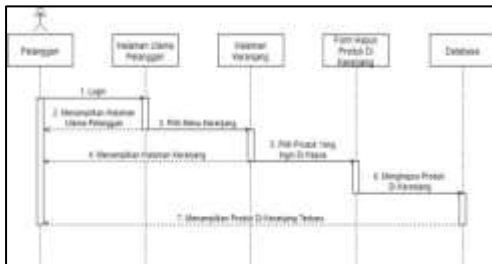 Pelanggan
Halaman Utama
Pelanggan
Halaman
Keranjang
Form Hapus
Produk Di
Keranjang
Database
1. Login
2. Menampilkan Halaman
Utama Pelanggan
3. Pilih Menu Keranjang
4. Menampilkan Halaman Keranjang
5. Pilih Produk Yang
Ingin Di Hapus
6. Menghapus Produk
Di Keranjang
7. Menampilkan Produk Di Keranjang Terbaru